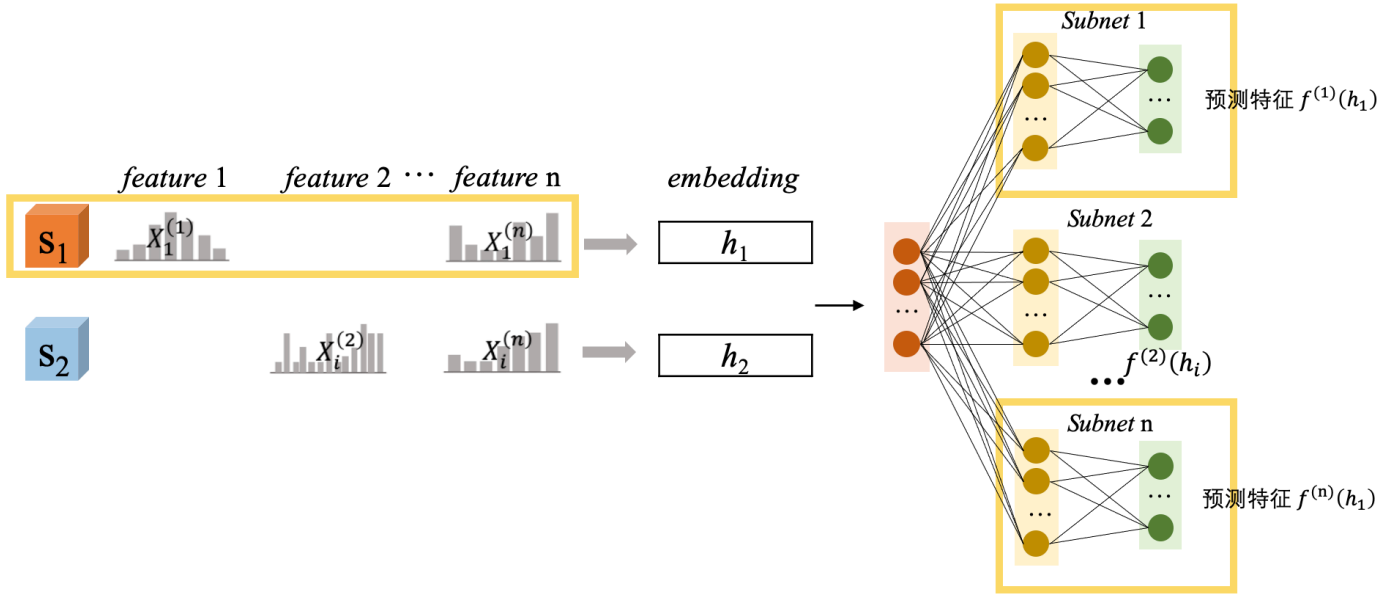 Subnet 1
预测特征 f^(1)(h₁)
feature 1
feature 2
...
feature n
embedding
S₁
X₁^(1)
X₁^(n)
h₁
Subnet 2
S₂
Xᵢ^(2)
Xᵢ^(n)
h₂
f^(2)(hᵢ)
...
Subnet n
预测特征 f^(n)(h₁)